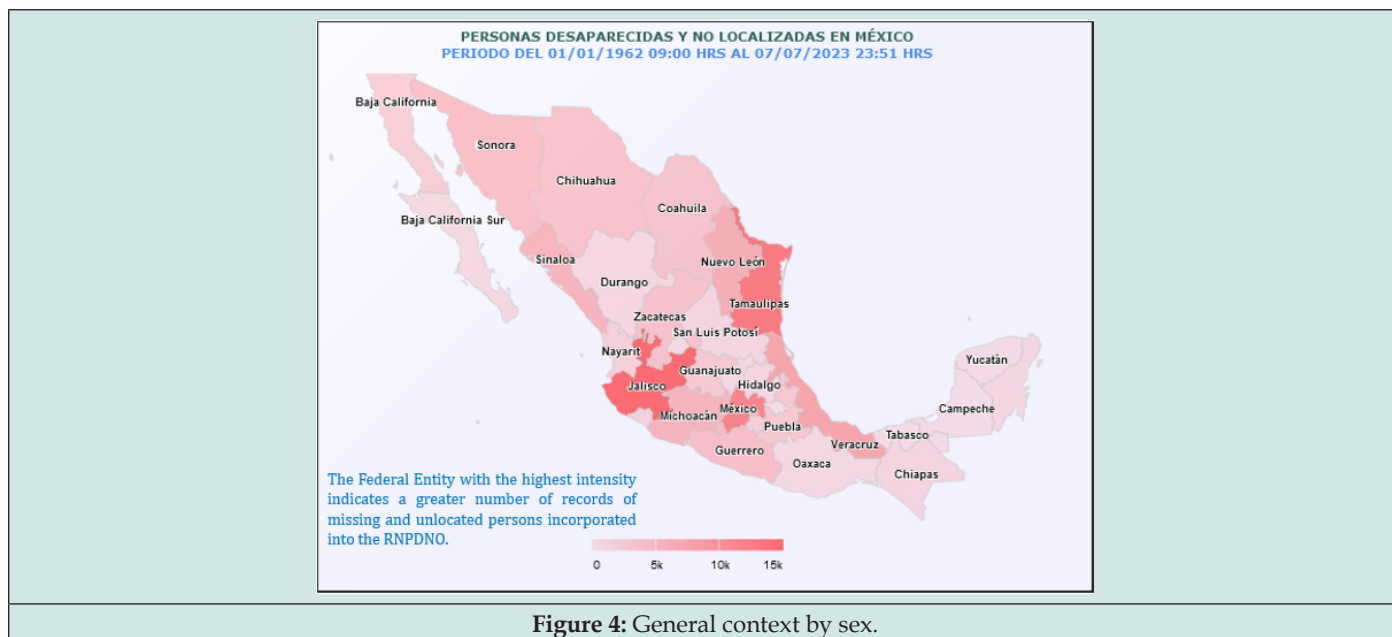 PERSONAS DESAPARECIDAS Y NO LOCALIZADAS EN MÉXICO
PERIODO DEL 01/01/1962 09:00 HRS AL 07/07/2023 23:51 HRS
Baja California
Sonora
Chihuahua
Coahuila
Baja California Sur
Sinaloa
Nuevo León
Durango
Tamaulipas
Zacatecas
San Luis Potosí
Nayarit
Yucatán
Guanajuato
Hidalgo
Jalisco
México
Campeche
Michoacán
Puebla
Tabasco
Veracruz
Guerrero
Oaxaca
Chiapas
The Federal Entity with the highest intensity
indicates a greater number of records of
missing and unlocated persons incorporated
into the RNPDNO.
0 5k 10k 15k
Figure 4: General context by sex.